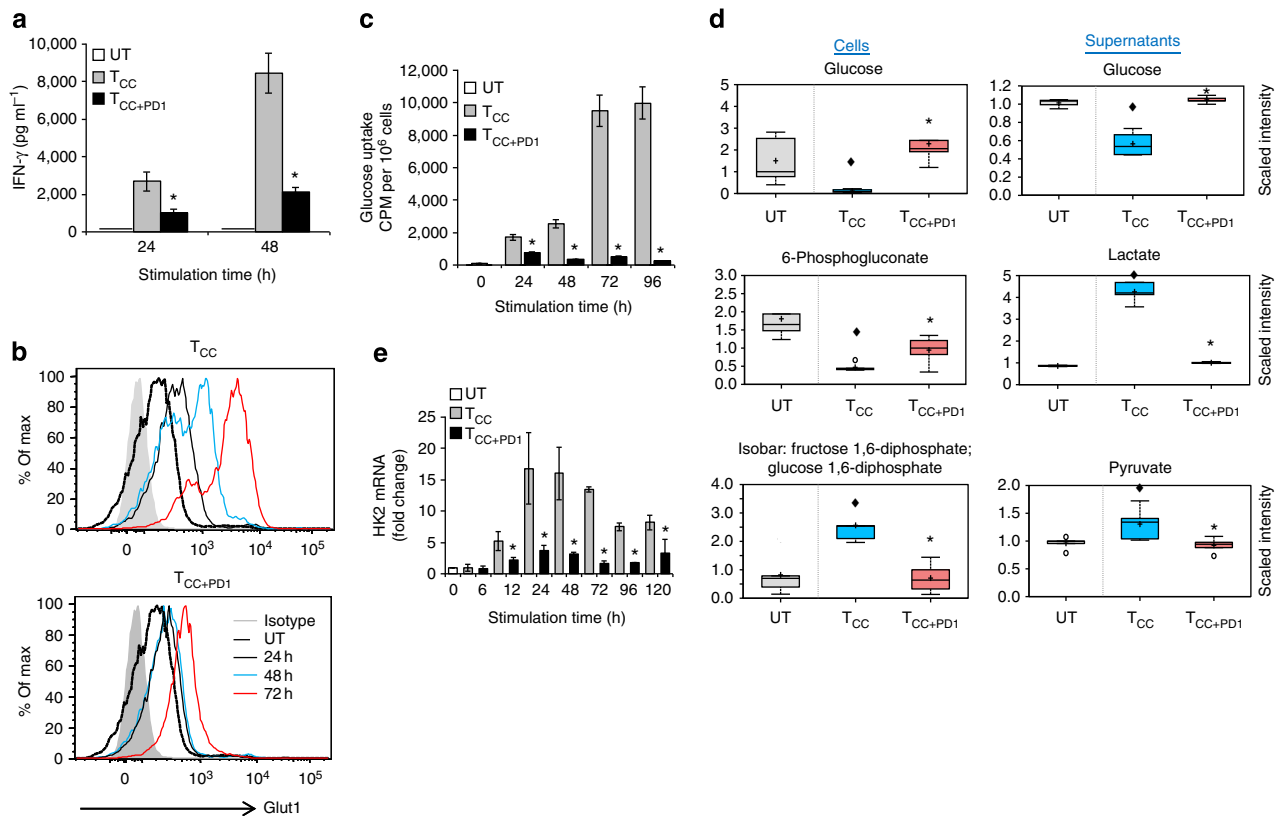 a
10,000
8,000
6,000
4,000
2,000
0
IFN-γ (pg ml⁻¹)
UT
T_CC
T_CC+PD1
*
*
24
48
Stimulation time (h)
b
T_CC
100
80
60
40
20
0
% Of max
0
10³
10⁴
10⁵
T_CC+PD1
100
80
60
40
20
0
% Of max
Isotype
UT
24 h
48 h
72 h
0
10³
10⁴
10⁵
Glut1
c
12,000
10,000
8,000
6,000
4,000
2,000
0
Glucose uptake
CPM per 10⁶ cells
UT
T_CC
T_CC+PD1
*
*
*
*
0
24
48
72
96
Stimulation time (h)
e
25
20
15
10
5
0
HK2 mRNA
(fold change)
UT
T_CC
T_CC+PD1
*
*
*
*
*
*
0
6
12
24
48
72
96
120
Stimulation time (h)
d
Cells
Glucose
5
4
3
2
1
0
*
UT
T_CC
T_CC+PD1
Supernatants
Glucose
1.2
1.0
0.8
0.6
0.4
0.2
0.0
*
UT
T_CC
T_CC+PD1
Scaled intensity
6-Phosphogluconate
3.0
2.5
2.0
1.5
1.0
0.5
0.0
*
UT
T_CC
T_CC+PD1
Lactate
5
4
3
2
1
0
*
UT
T_CC
T_CC+PD1
Scaled intensity
Isobar: fructose 1,6-diphosphate;
glucose 1,6-diphosphate
4.0
3.0
2.0
1.0
0.0
*
UT
T_CC
T_CC+PD1
Pyruvate
2.0
1.5
1.0
0.5
0.0
*
UT
T_CC
T_CC+PD1
Scaled intensity